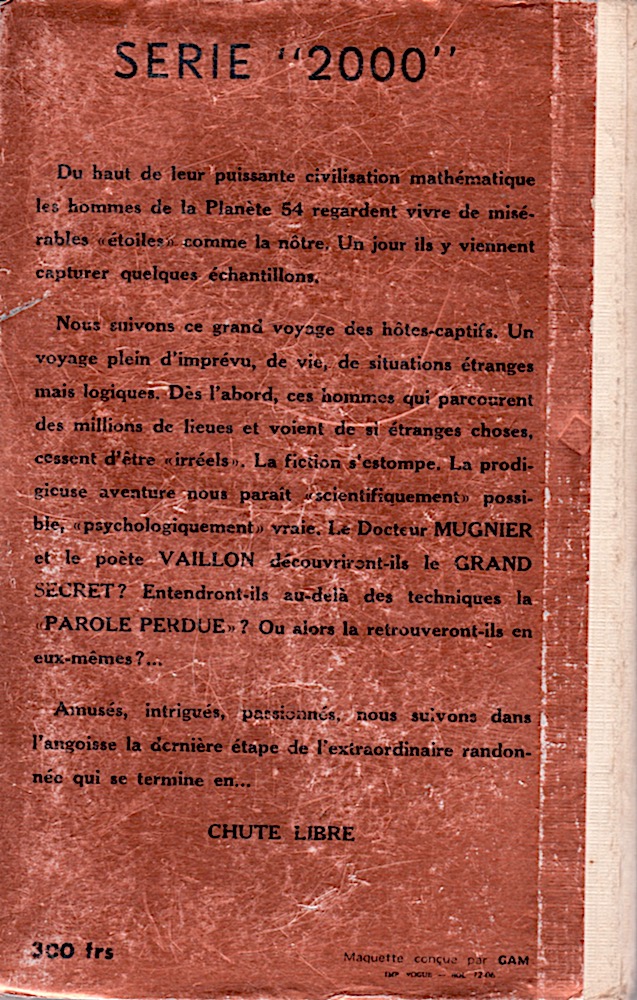 SERIE "2000"
Du haut de leur puissante civilisation mathématique
les hommes de la Planète 54 regardent vivre de misé-
rables «étoiles» comme la nôtre. Un jour ils y viennent
capturer quelques échantillons.
Nous suivons ce grand voyage des hôtes-captifs. Un
voyage plein d'imprévu, de vie, de situations étranges
mais logiques. Dès l'abord, ces hommes qui parcourent
des millions de lieues et voient de si étranges choses,
cessent d'être «irréels». La fiction s'estompe. La prodi-
gieuse aventure nous paraît «scientifiquement» possi-
ble, «psychologiquement» vraie. Le Docteur MUGNIER
et le poète VAILLON découvriront-ils le GRAND
SECRET ? Entendront-ils au-delà des techniques la
«PAROLE PERDUE» ? Ou alors la retrouveront-ils en
eux-mêmes ?...
Amusés, intrigués, passionnés, nous suivons dans
l'angoisse la dernière étape de l'extraordinaire randon-
née qui se termine en...
CHUTE LIBRE
300 frs
Maquette conçue par GAM
IMP VOGUE —